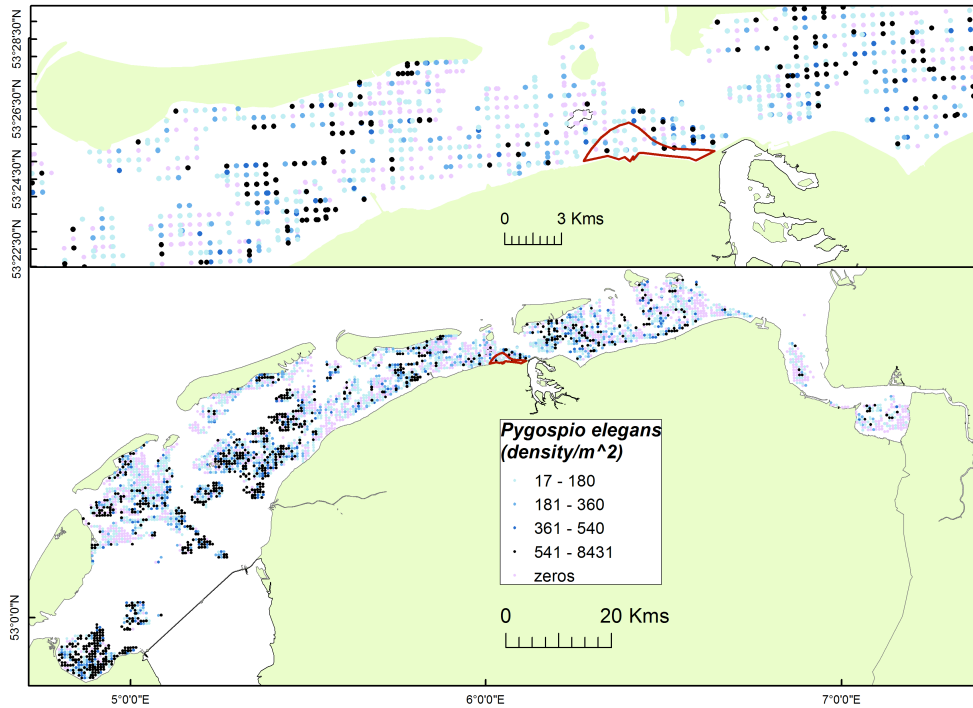 53°28'30"N
53°26'30"N
53°24'30"N
53°22'30"N
0 3 Kms
Pygospio elegans
(density/m^2)
17 - 180
181 - 360
361 - 540
541 - 8431
zeros
0 20 Kms
53°0'0"N
5°0'0"E 6°0'0"E 7°0'0"E